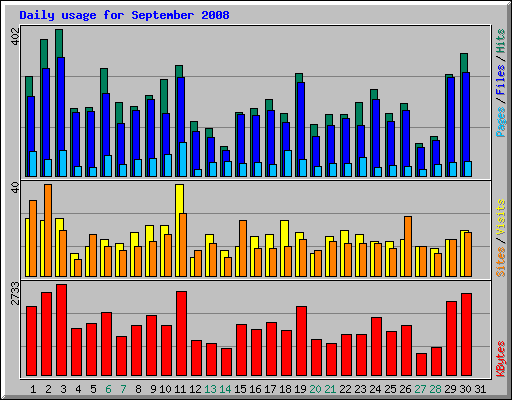 Daily usage for September 2008
402
Pages / Files / Hits
40
Sites / Visits
2733
KBytes
1 2 3 4 5 6 7 8 9 10 11 12 13 14 15 16 17 18 19 20 21 22 23 24 25 26 27 28 29 30 31